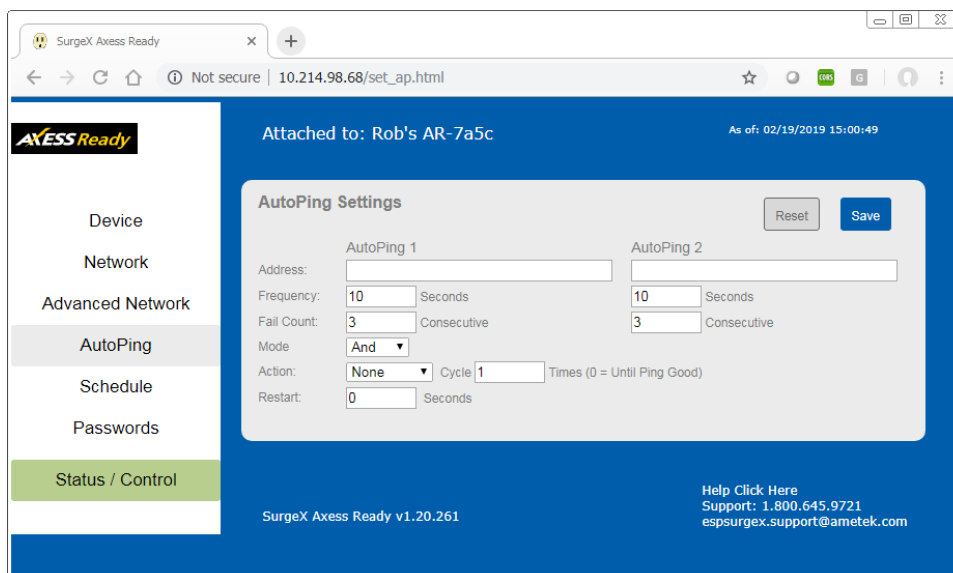 SurgeX Axess Ready
Not secure | 10.214.98.68/set_ap.html
CORS
G
AXESS Ready
Attached to: Rob's AR-7a5c
As of: 02/19/2019 15:00:49
Device
Network
Advanced Network
AutoPing
Schedule
Passwords
Status / Control
AutoPing Settings
Reset
Save
AutoPing 1
AutoPing 2
Address:
Frequency: 10 Seconds 10 Seconds
Fail Count: 3 Consecutive 3 Consecutive
Mode And
Action: None Cycle 1 Times (0 = Until Ping Good)
Restart: 0 Seconds
SurgeX Axess Ready v1.20.261
Help Click Here
Support: 1.800.645.9721
espsurgex.support@ametek.com